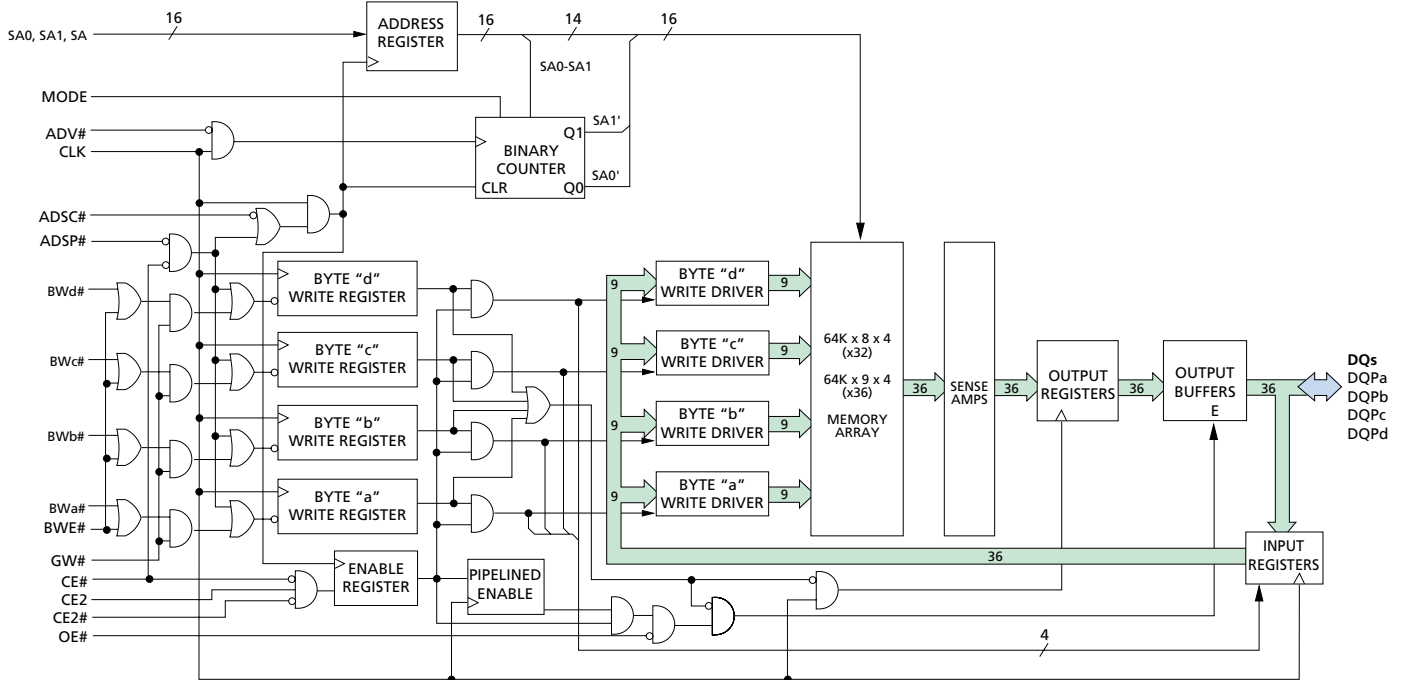 16
ADDRESS
REGISTER
16
14
16
SA0, SA1, SA
SA0-SA1
MODE
ADV#
CLK
BINARY
COUNTER
CLR
Q1
Q0
SA1'
SA0'
ADSC#
ADSP#
BWd#
BWc#
BWb#
BWa#
BWE#
GW#
CE#
CE2
CE2#
OE#
BYTE “d”
WRITE REGISTER
BYTE “c”
WRITE REGISTER
BYTE “b”
WRITE REGISTER
BYTE “a”
WRITE REGISTER
ENABLE
REGISTER
PIPELINED
ENABLE
9
BYTE “d”
WRITE DRIVER
9
9
BYTE “c”
WRITE DRIVER
9
9
BYTE “b”
WRITE DRIVER
9
9
BYTE “a”
WRITE DRIVER
9
64K x 8 x 4
(x32)
64K x 9 x 4
(x36)
MEMORY
ARRAY
36
SENSE
AMPS
36
OUTPUT
REGISTERS
36
OUTPUT
BUFFERS
E
36
DQs
DQPa
DQPb
DQPc
DQPd
36
INPUT
REGISTERS
4